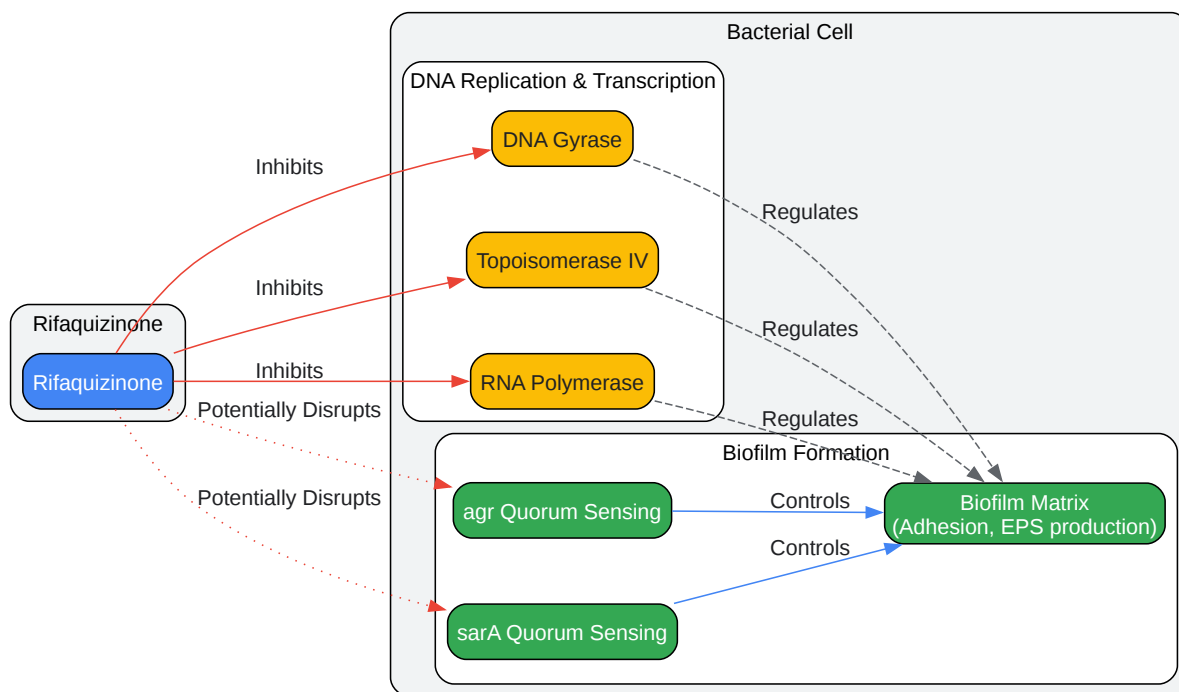 Bacterial Cell
DNA Replication & Transcription
DNA Gyrase
Inhibits
Regulates
Topoisomerase IV
Inhibits
Rifaquizinone
Regulates
Rifaquizinone
Inhibits
RNA Polymerase
Potentially Disrupts
Regulates
Biofilm Formation
Potentially Disrupts
agr Quorum Sensing
Controls
Biofilm Matrix
(Adhesion, EPS production)
Controls
sarA Quorum Sensing